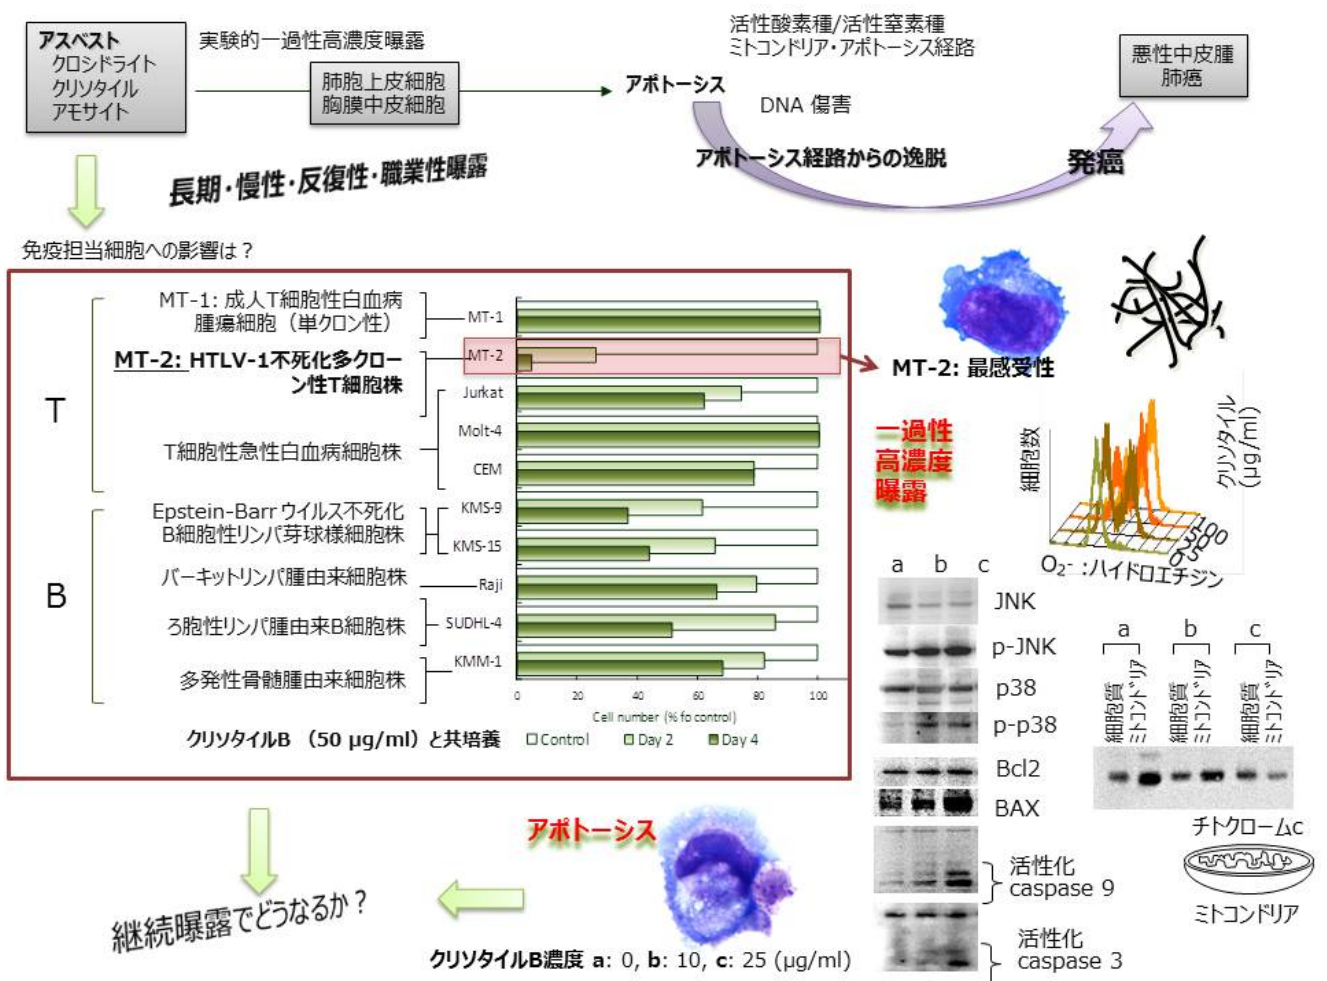 アスベスト
クロシドライト
クリソタイル
アモサイト
実験的一過性高濃度曝露
肺胞上皮細胞
胸膜中皮細胞
アポトーシス
活性酸素種/活性窒素種
ミトコンドリア・アポトーシス経路
DNA 傷害
アポトーシス経路からの逸脱
発癌
悪性中皮腫
肺癌
長期・慢性・反復性・職業性曝露
免疫担当細胞への影響は？
T
MT-1: 成人T細胞性白血病
腫瘍細胞（単クロン性）
MT-2: HTLV-1不死化多クロー
ン性T細胞株
T細胞性急性白血病細胞株
B
Epstein-Barr ウイルス不死化
B細胞性リンパ芽球様細胞株
バーキットリンパ腫由来細胞株
ろ胞性リンパ腫由来B細胞株
多発性骨髄腫由来細胞株
MT-1
MT-2
Jurkat
Molt-4
CEM
KMS-9
KMS-15
Raji
SUDHL-4
KMM-1
0 20 40 60 80 100
Cell number (% fo control)
クリソタイルB （50 μg/ml）と共培養
Control Day 2 Day 4
MT-2: 最感受性
一過性
高濃度
曝露
細胞数
クリソタイル
(μg/ml)
100
50
25
0
O2- :ハイドロエチジン
a b c
JNK
p-JNK
p38
p-p38
Bcl2
BAX
活性化
caspase 9
活性化
caspase 3
a b c
細胞質
ミトコンドリア
細胞質
ミトコンドリア
細胞質
ミトコンドリア
チトクロームc
ミトコンドリア
アポトーシス
継続曝露でどうなるか？
クリソタイルB濃度 a: 0, b: 10, c: 25 (μg/ml)